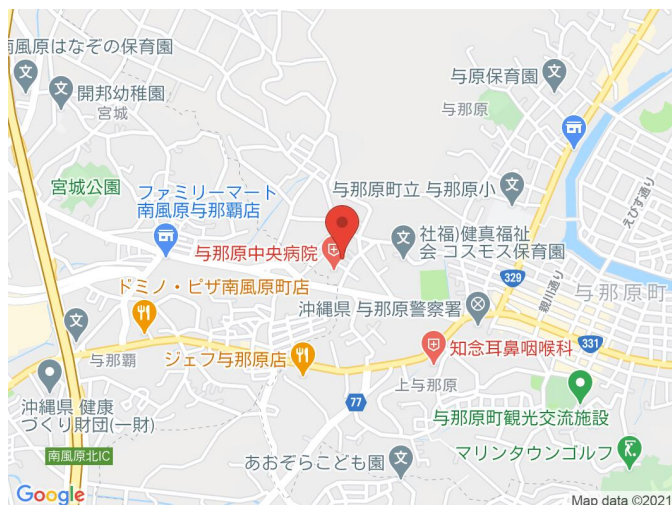 南風原はなぞの保育園
開邦幼稚園
宮城
与原保育園
与那原
宮城公園
ファミリーマート
南風原与那覇店
与那原町立 与那原小
えびす通り
与那原中央病院
社福)健真福祉
会 コスモス保育園
329
親川通り
与那原町
ドミノ・ピザ南風原町店
沖縄県 与那原警察署
331
与那覇
ジェフ与那原店
知念耳鼻咽喉科
上与那原
沖縄県 健康
づくり財団(一財)
77
与那原町観光交流施設
南風原北IC
あおぞらこども園
マリンタウンゴルフ
Google
Map data ©2021